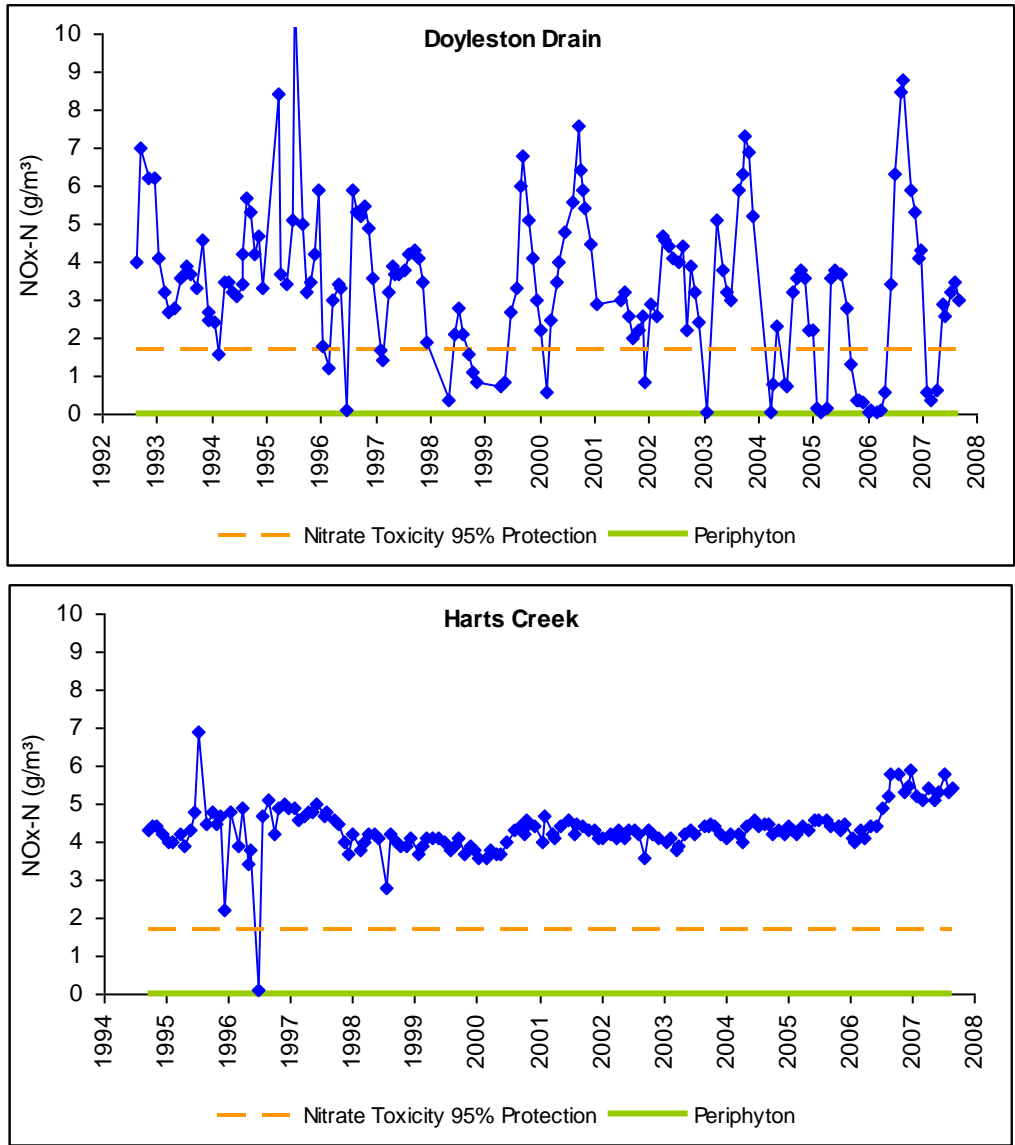 Doyleston Drain
NOx-N (g/m³)
10
9
8
7
6
5
4
3
2
1
0
1992 1993 1994 1995 1996 1997 1998 1999 2000 2001 2002 2003 2004 2005 2006 2007 2008
Nitrate Toxicity 95% Protection Periphyton
Harts Creek
NOx-N (g/m³)
10
9
8
7
6
5
4
3
2
1
0
1994 1995 1996 1997 1998 1999 2000 2001 2002 2003 2004 2005 2006 2007 2008
Nitrate Toxicity 95% Protection Periphyton